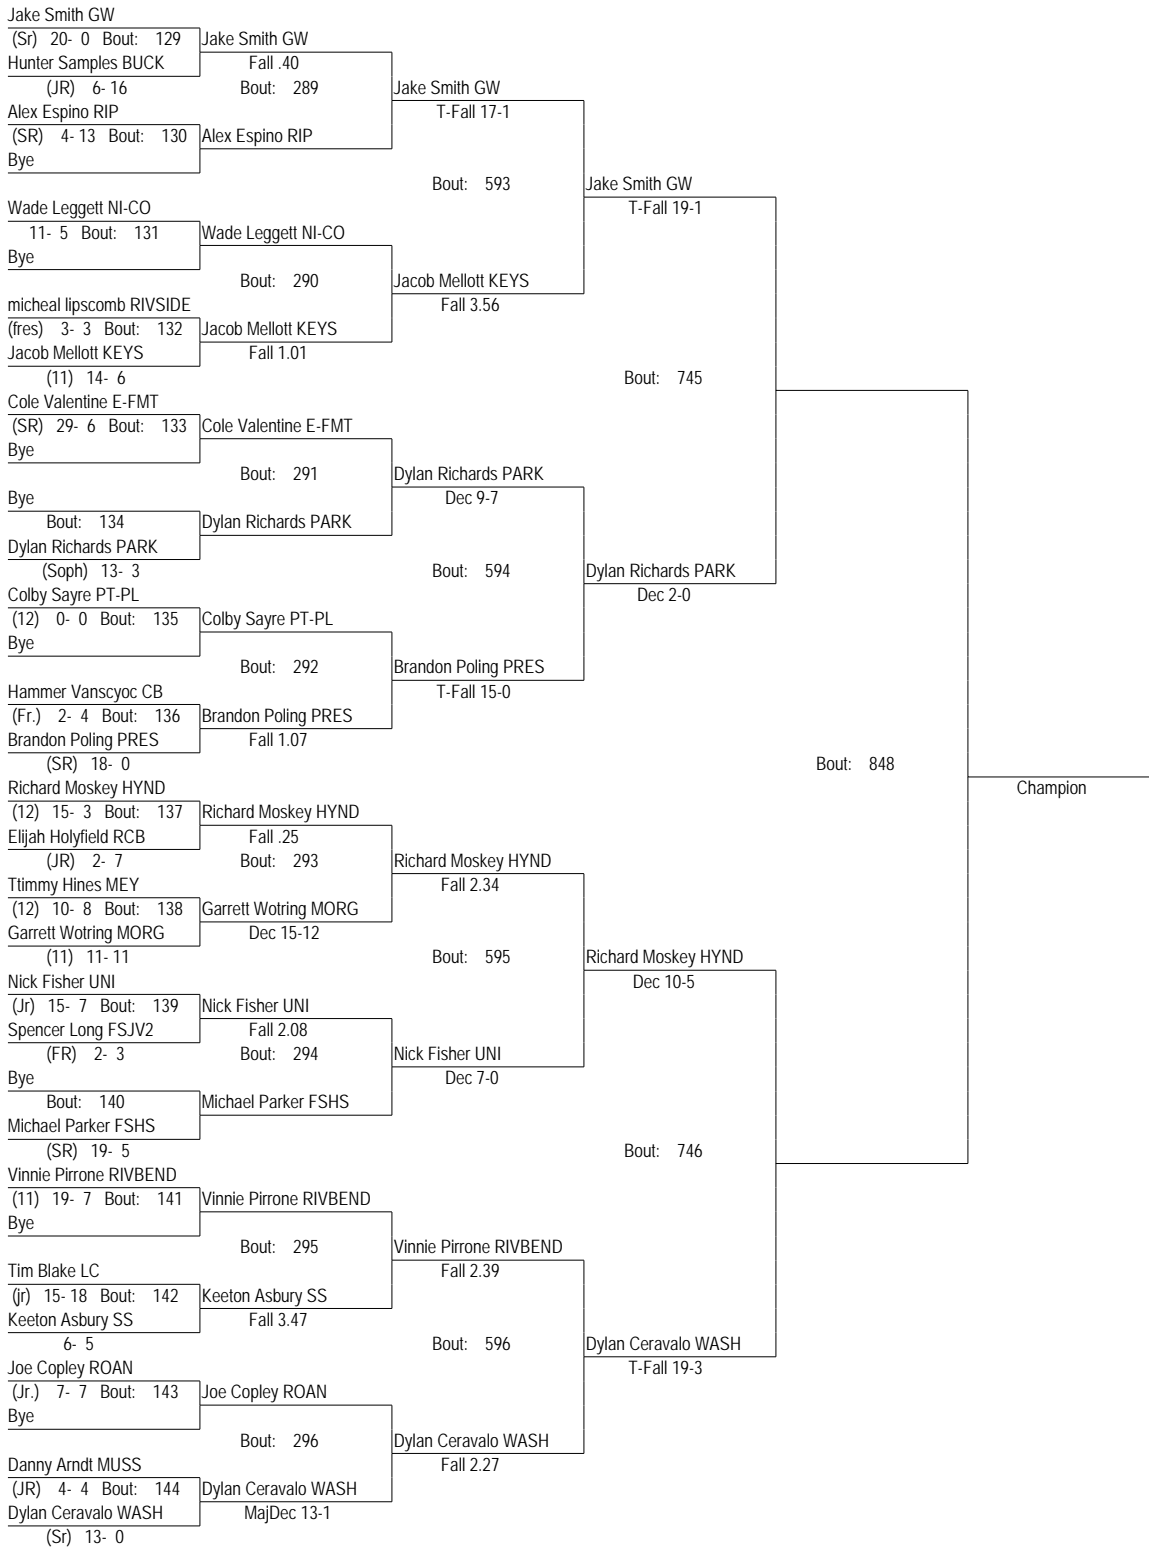 Jake Smith GW
(Sr) 20- 0 Bout: 129
Hunter Samples BUCK
(JR) 6- 16
Alex Espino RIP
(SR) 4- 13 Bout: 130
Bye
Wade Leggett NI-CO
11- 5 Bout: 131
Bye
micheal lipscomb RIVSIDE
(fres) 3- 3 Bout: 132
Jacob Mellott KEYS
(11) 14- 6
Cole Valentine E-FMT
(SR) 29- 6 Bout: 133
Bye
Bye
Bout: 134
Dylan Richards PARK
(Soph) 13- 3
Colby Sayre PT-PL
(12) 0- 0 Bout: 135
Bye
Hammer Vanscyoc CB
(Fr.) 2- 4 Bout: 136
Brandon Poling PRES
(SR) 18- 0
Richard Moskey HYND
(12) 15- 3 Bout: 137
Elijah Holyfield RCB
(JR) 2- 7
Ttimmy Hines MEY
(12) 10- 8 Bout: 138
Garrett Wotring MORG
(11) 11- 11
Nick Fisher UNI
(Jr) 15- 7 Bout: 139
Spencer Long FSJV2
(FR) 2- 3
Bye
Bout: 140
Michael Parker FSHS
(SR) 19- 5
Vinnie Pirrone RIVBEND
(11) 19- 7 Bout: 141
Bye
Tim Blake LC
(jr) 15- 18 Bout: 142
Keeton Asbury SS
6- 5
Joe Copley ROAN
(Jr.) 7- 7 Bout: 143
Bye
Danny Arndt MUSS
(JR) 4- 4 Bout: 144
Dylan Ceravalo WASH
(Sr) 13- 0
Jake Smith GW
Fall .40
Bout: 289
Alex Espino RIP
Wade Leggett NI-CO
Bout: 290
Jacob Mellott KEYS
Fall 1.01
Cole Valentine E-FMT
Bout: 291
Dylan Richards PARK
Colby Sayre PT-PL
Bout: 292
Brandon Poling PRES
Fall 1.07
Richard Moskey HYND
Fall .25
Bout: 293
Garrett Wotring MORG
Dec 15-12
Nick Fisher UNI
Fall 2.08
Bout: 294
Michael Parker FSHS
Vinnie Pirrone RIVBEND
Bout: 295
Keeton Asbury SS
Fall 3.47
Joe Copley ROAN
Bout: 296
Dylan Ceravalo WASH
MajDec 13-1
Jake Smith GW
T-Fall 17-1
Bout: 593
Jacob Mellott KEYS
Fall 3.56
Dylan Richards PARK
Dec 9-7
Bout: 594
Brandon Poling PRES
T-Fall 15-0
Richard Moskey HYND
Fall 2.34
Bout: 595
Nick Fisher UNI
Dec 7-0
Vinnie Pirrone RIVBEND
Fall 2.39
Bout: 596
Dylan Ceravalo WASH
Fall 2.27
Jake Smith GW
T-Fall 19-1
Bout: 745
Dylan Richards PARK
Dec 2-0
Richard Moskey HYND
Dec 10-5
Bout: 746
Dylan Ceravalo WASH
T-Fall 19-3
Bout: 848
Champion